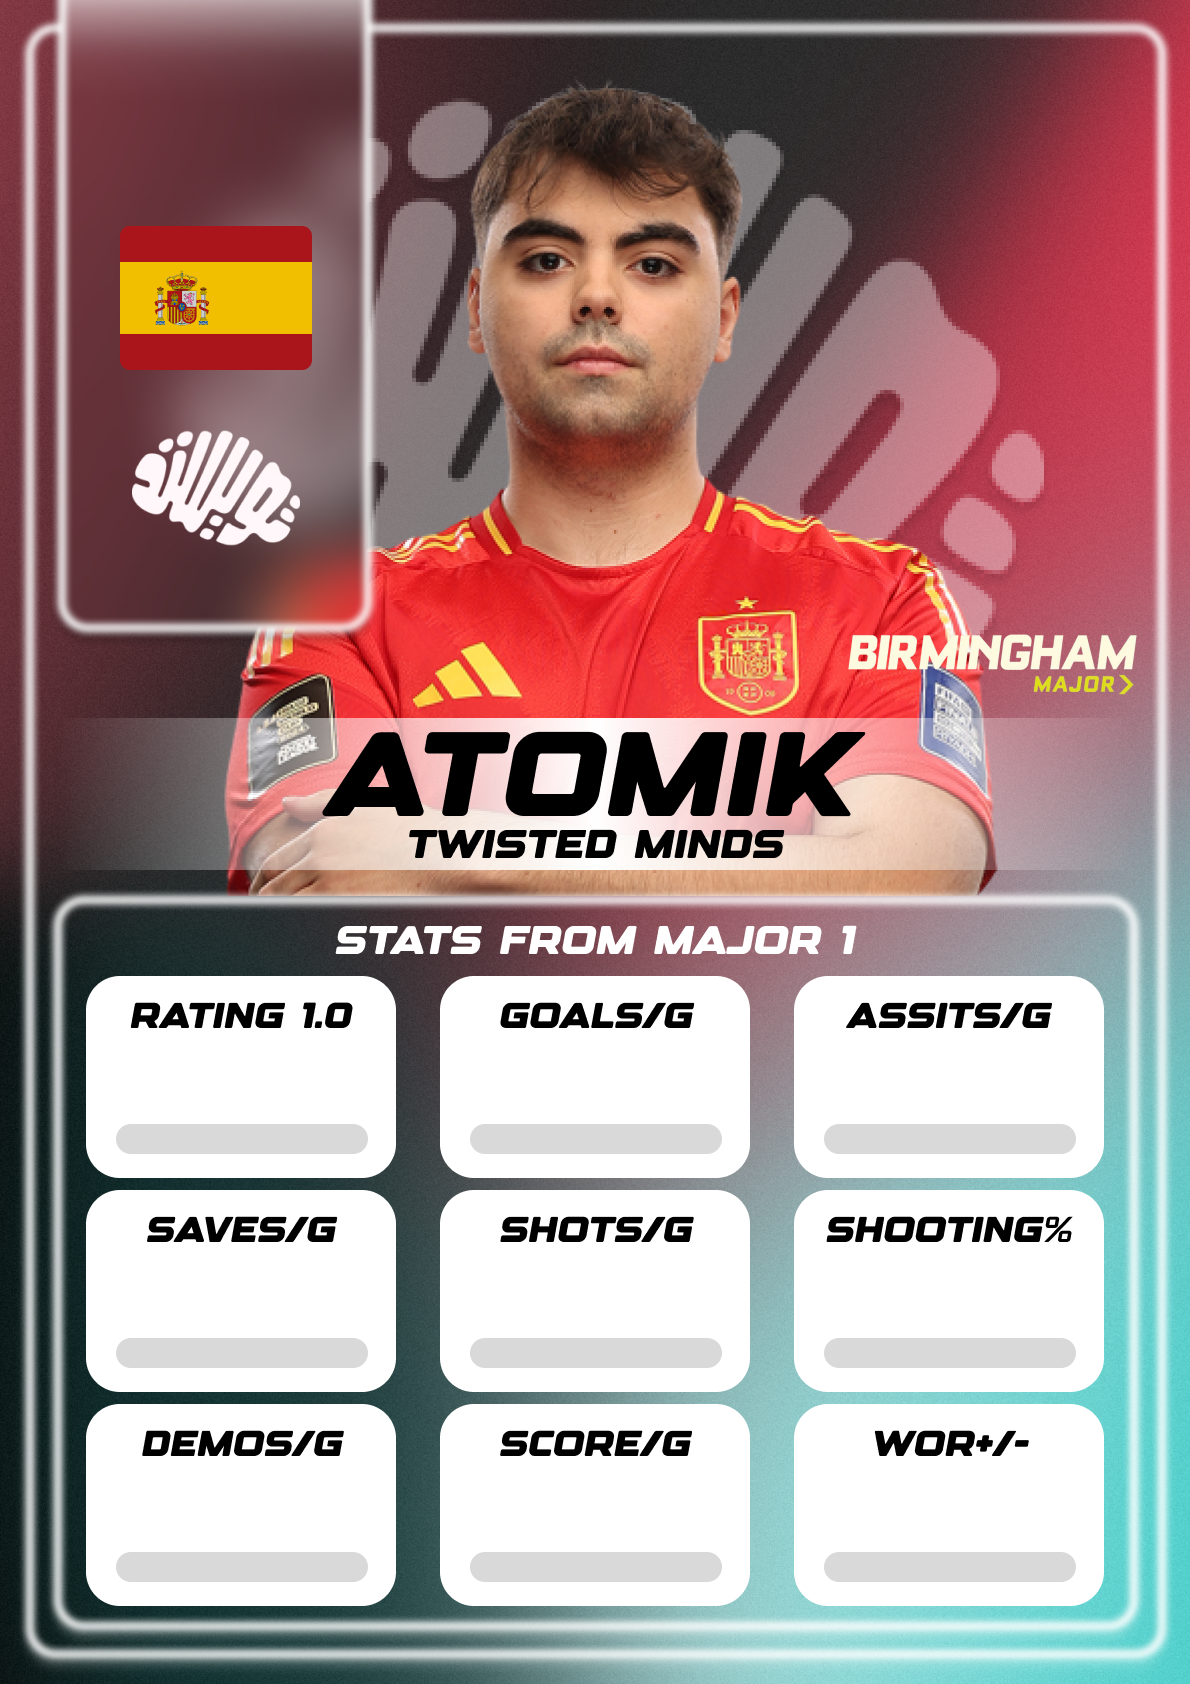 BIRMINGHAM
MAJOR
ATOMIK
TWISTED MINDS
STATS FROM MAJOR 1
RATING 1.0
GOALS/G
ASSITS/G
SAVES/G
SHOTS/G
SHOOTING%
DEMOS/G
SCORE/G
WOR+/-